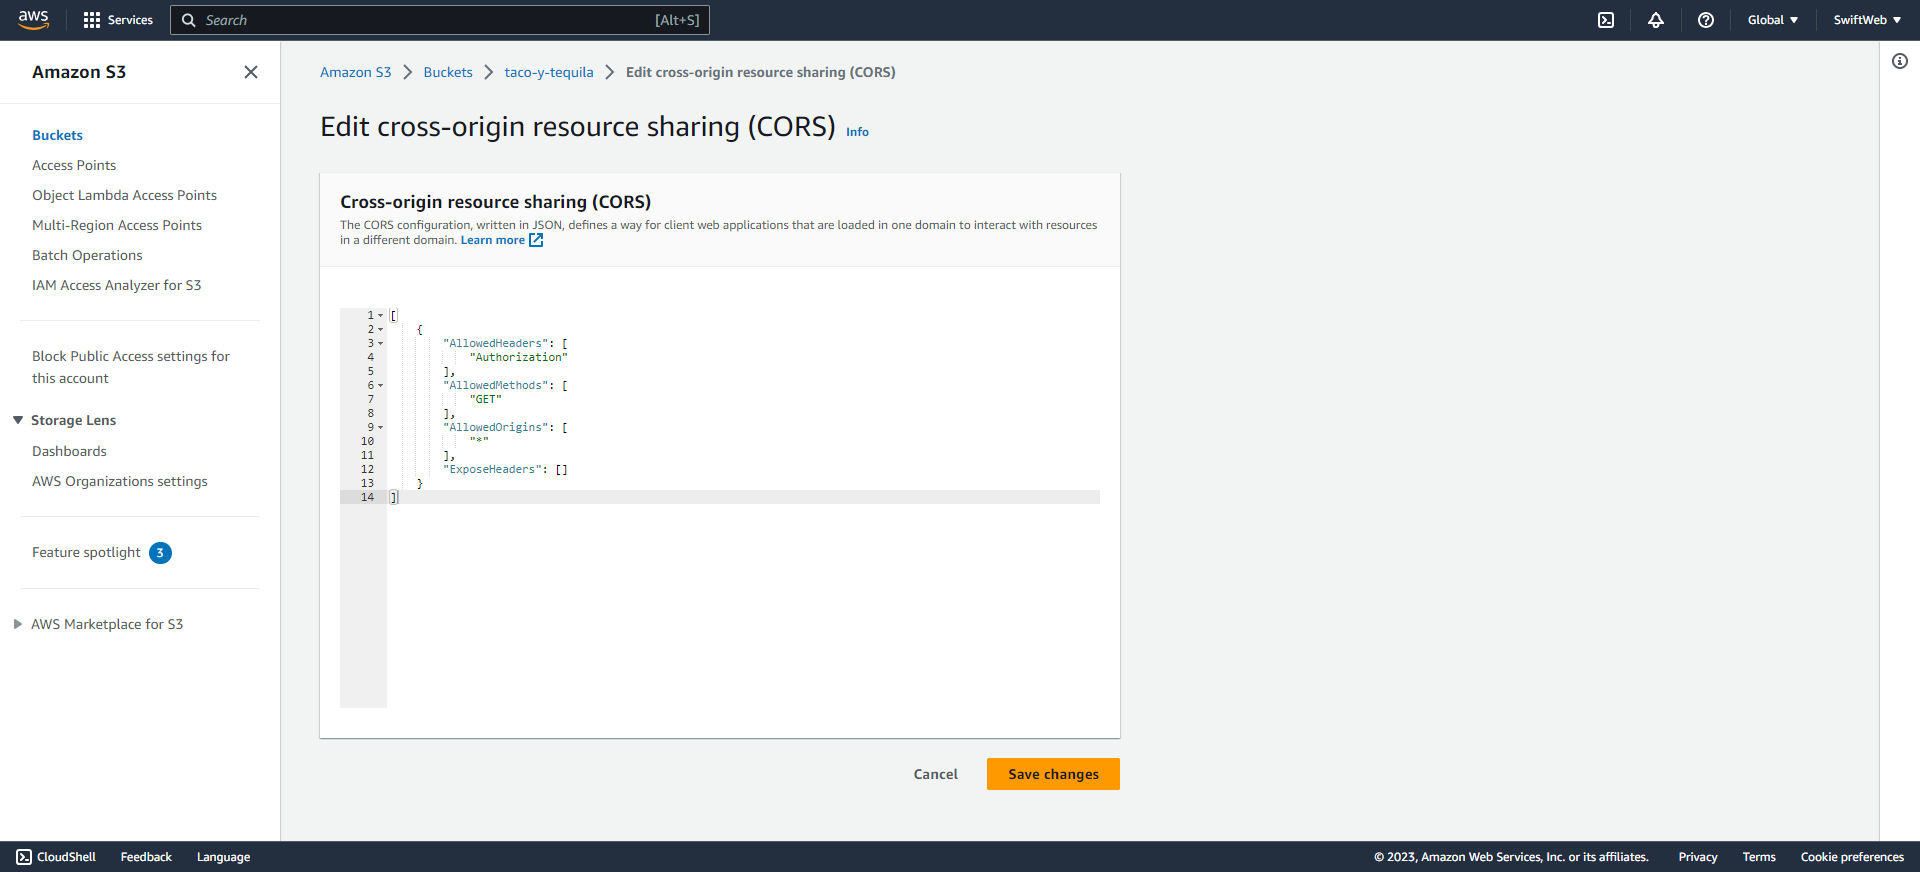 aws Services Search [Alt+S] Global SwiftWeb
Amazon S3
Buckets
Access Points
Object Lambda Access Points
Multi-Region Access Points
Batch Operations
IAM Access Analyzer for S3
Block Public Access settings for
this account
Storage Lens
Dashboards
AWS Organizations settings
Feature spotlight 3
AWS Marketplace for S3
Amazon S3 Buckets taco-y-tequila Edit cross-origin resource sharing (CORS)
Edit cross-origin resource sharing (CORS) Info
Cross-origin resource sharing (CORS)
The CORS configuration, written in JSON, defines a way for client web applications that are loaded in one domain to interact with resources
in a different domain. Learn more
1 [
2 {
3 "AllowedHeaders": [
4 "Authorization"
5 ],
6 "AllowedMethods": [
7 "GET"
8 ],
9 "AllowedOrigins": [
10 "*"
11 ],
12 "ExposeHeaders": []
13 }
14 ]
Cancel Save changes
CloudShell Feedback Language © 2023, Amazon Web Services, Inc. or its affiliates. Privacy Terms Cookie preferences